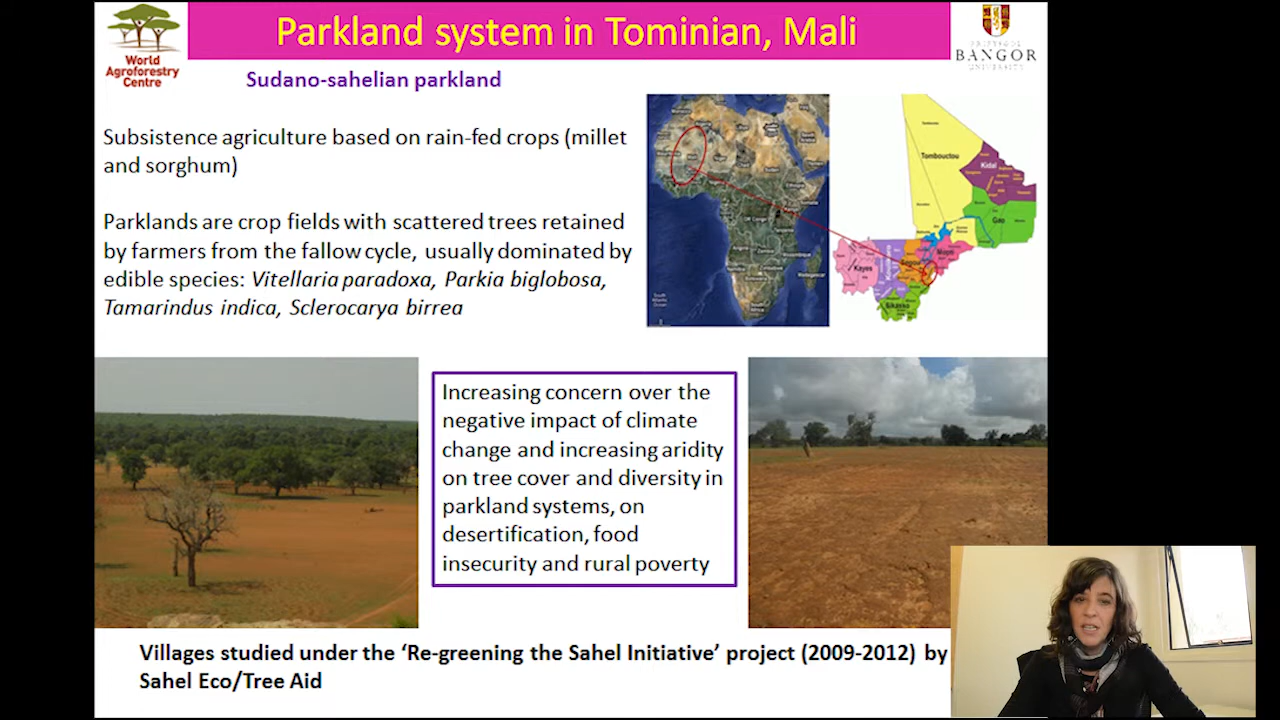 Parkland system in Tominian, Mali
World
Agroforestry
Centre
BANGOR
UNIVERSITY
Sudano-sahelian parkland
Subsistence agriculture based on rain-fed crops (millet
and sorghum)
Parklands are crop fields with scattered trees retained
by farmers from the fallow cycle, usually dominated by
edible species: Vitellaria paradoxa, Parkia biglobosa,
Tamarindus indica, Sclerocarya birrea
Tombouctou
Kidal
Gao
Kayes
Increasing concern over the
negative impact of climate
change and increasing aridity
on tree cover and diversity in
parkland systems, on
desertification, food
insecurity and rural poverty
Villages studied under the ‘Re-greening the Sahel Initiative’ project (2009-2012) by
Sahel Eco/Tree Aid